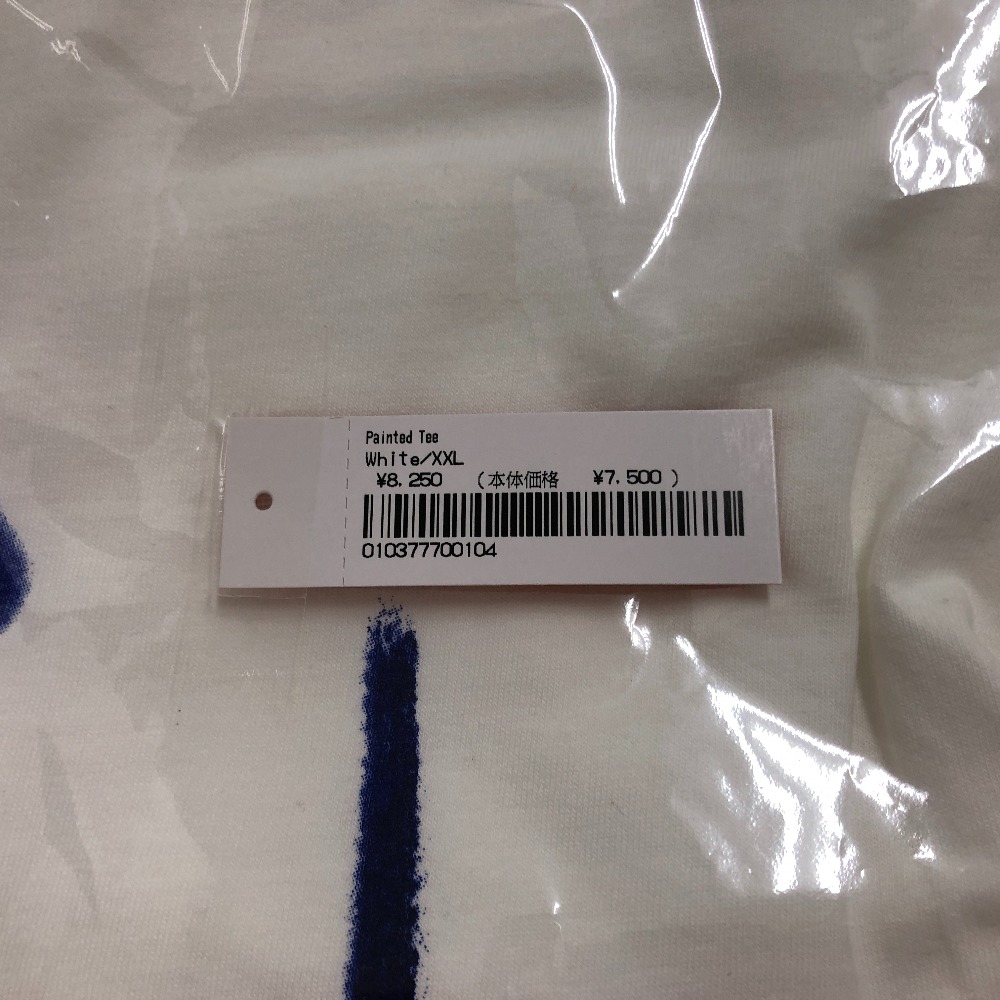 Painted Tee
White/XXL
¥8,250 (本体価格 ¥7,500 )
010377700104